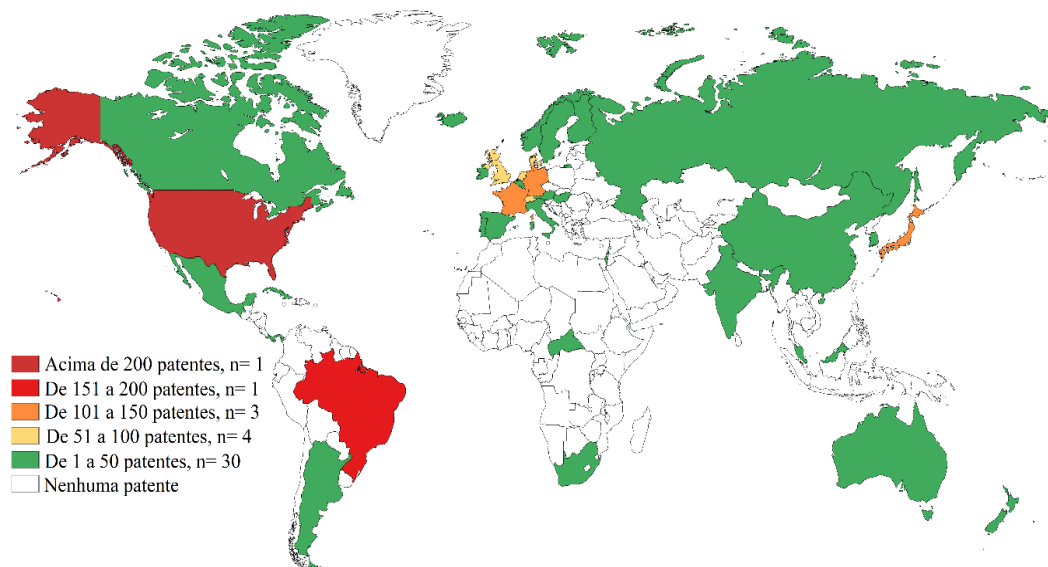 Acima de 200 patentes, n= 1
De 151 a 200 patentes, n= 1
De 101 a 150 patentes, n= 3
De 51 a 100 patentes, n= 4
De 1 a 50 patentes, n= 30
Nenhuma patente